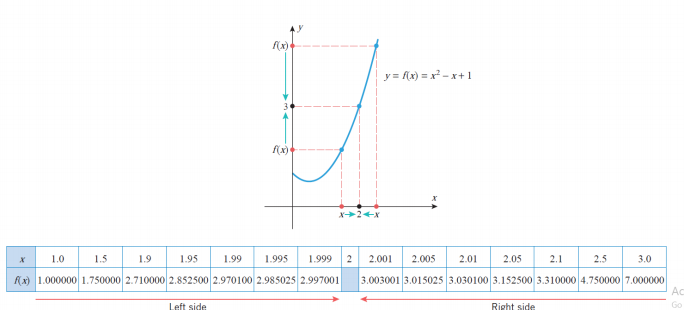 y
f(x)
y = f(x) = x² – x + 1
3
f(x)
x
x 2 x
x 1.0 1.5 1.9 1.95 1.99 1.995 1.999 2 2.001 2.005 2.01 2.05 2.1 2.5 3.0
f(x) 1.000000 1.750000 2.710000 2.852500 2.970100 2.985025 2.997001 3.003001 3.015025 3.030100 3.152500 3.310000 4.750000 7.000000
Left side Right side
Ac
Go